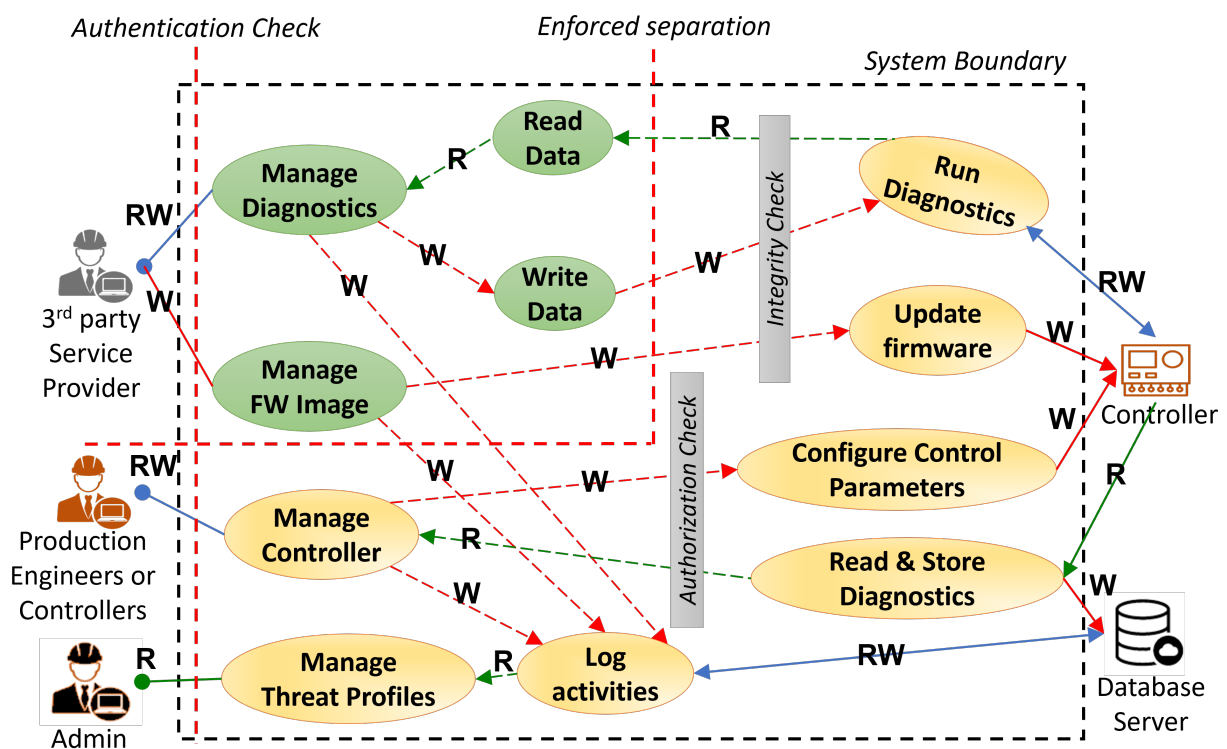 Authentication Check
Enforced separation
System Boundary
Read
Data
R
R
Manage
Diagnostics
Run
Diagnostics
RW
W
W
W
Write
Data
W
Integrity Check
RW
3rd party
Service
Provider
Manage
FW Image
W
Update
firmware
W
Controller
W
Authorization Check
RW
W
W
Configure Control
Parameters
R
Production
Engineers or
Controllers
Manage
Controller
R
W
Read & Store
Diagnostics
W
R
Manage
Threat Profiles
R
Log
activities
RW
Database
Server
Admin